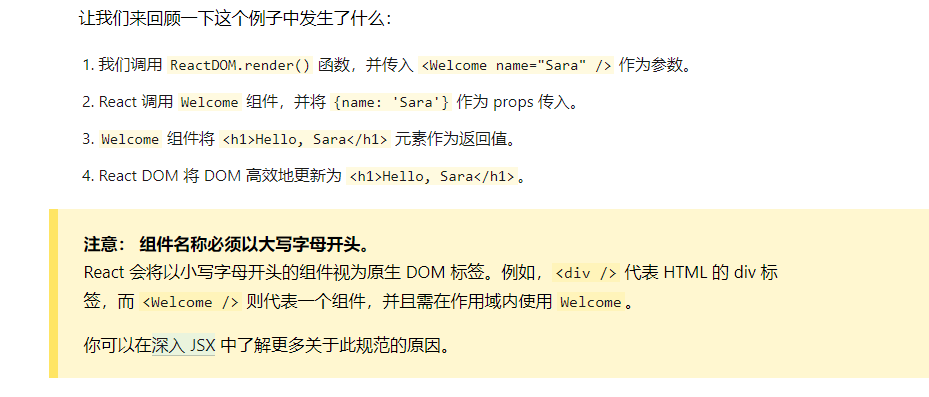 让我们来回顾一下这个例子中发生了什么：
1. 我们调用 ReactDOM.render() 函数，并传入 <Welcome name="Sara" /> 作为参数。
2. React 调用 Welcome 组件，并将 {name: 'Sara'} 作为 props 传入。
3. Welcome 组件将 <h1>Hello, Sara</h1> 元素作为返回值。
4. React DOM 将 DOM 高效地更新为 <h1>Hello, Sara</h1>。
注意： 组件名称必须以大写字母开头。
React 会将以小写字母开头的组件视为原生 DOM 标签。例如，<div /> 代表 HTML 的 div 标
签，而 <Welcome /> 则代表一个组件，并且需在作用域内使用 Welcome。
你可以在深入 JSX 中了解更多关于此规范的原因。